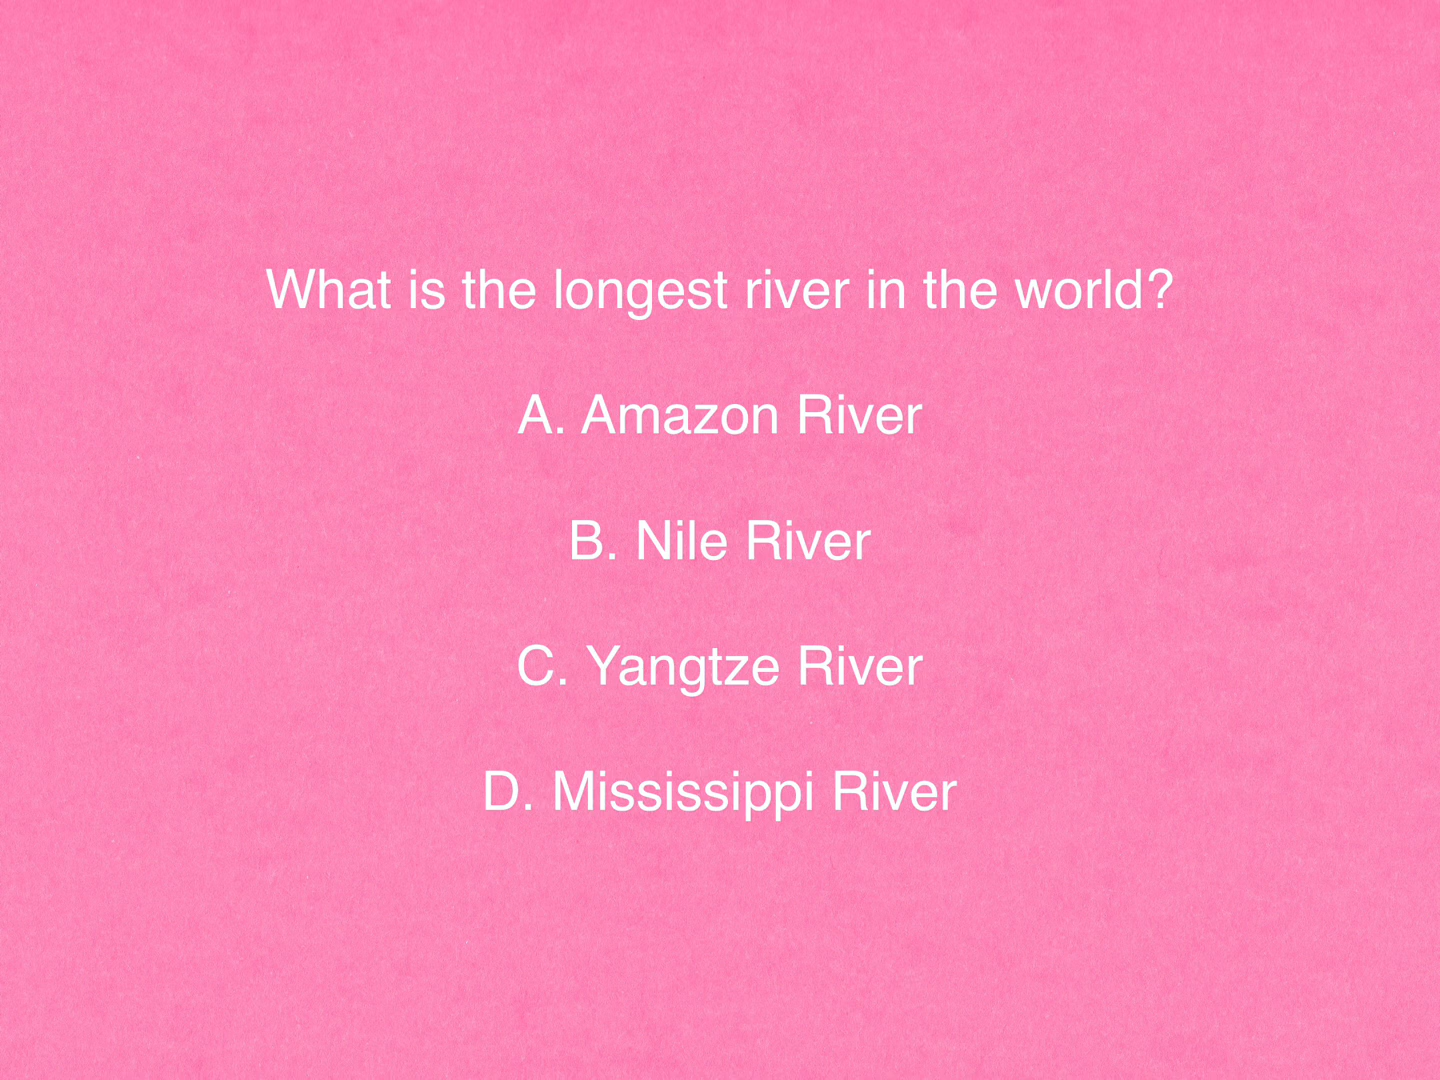 What is the longest river in the world?
A. Amazon River
B. Nile River
C. Yangtze River
D. Mississippi River